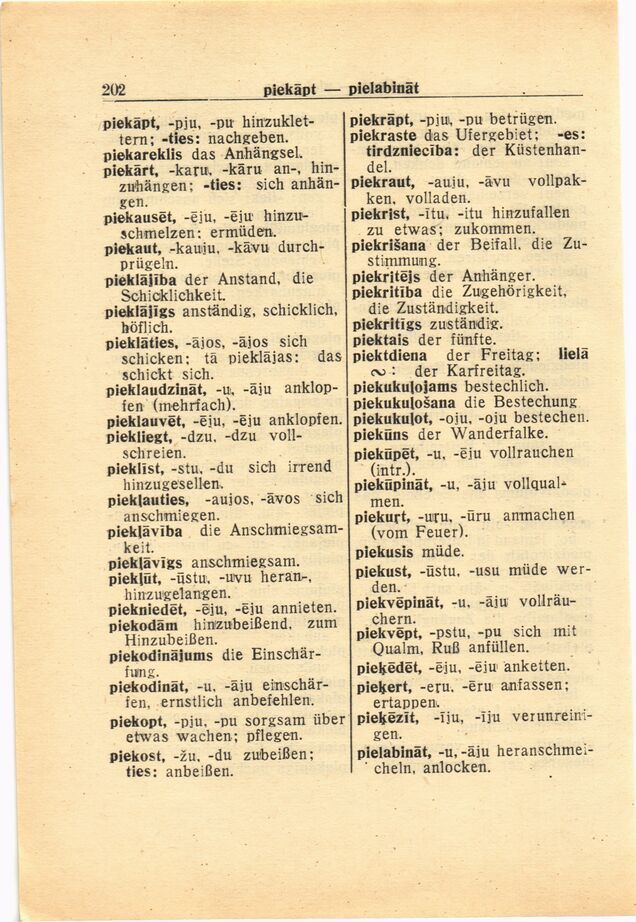 202 piekāpt — pielabināt
piekāpt, -pju, -pu hinzuklet-
tern; -ties: nachgeben.
piekareklis das Anhängsel.
piekārt, -kaŗu, -kāru an-, hin-
zuhängen; -ties: sich anhän-
gen.
piekausēt, -ēju, -ēju hinzu-
schmelzen; ermüden.
piekaut, -kauju, -kāvu durch-
prügeln.
pieklājība der Anstand, die
Schicklichkeit.
pieklājīgs anständig, schicklich,
höflich.
pieklāties, -ājos, -ājos sich
schicken; tā pieklājas: das
schickt sich.
pieklaudzināt, -u, -āju anklop-
fen (mehrfach).
pieklauvēt, -ēju, -ēju anklopfen.
piekliegt, -dzu, -dzu voll-
schreien.
pieklīst, -stu, -du sich irrend
hinzugesellen.
piekļauties, -aujos, -āvos sich
anschmiegen.
piekļāvība die Anschmiegsam-
keit.
piekļāvīgs anschmiegsam.
piekļūt, -ūstu, -uvu heran-,
hinzugelangen.
piekniedēt, -ēju, -ēju annieten.
piekodām hinzubeißend, zum
Hinzubeißen.
piekodinājums die Einschär-
fung.
piekodināt, -u, -āju einschär-
fen, ernstlich anbefehlen.
piekopt, -pju, -pu sorgsam über
etwas wachen; pflegen.
piekost, -žu, -du zubeißen;
ties: anbeißen.
piekrāpt, -pju, -pu betrügen.
piekraste das Ufergebiet; -es:
tirdzniecība: der Küstenhan-
del.
piekraut, -auju, -āvu vollpak-
ken, volladen.
piekrist, -ītu, -itu hinzufallen
zu etwas; zukommen.
piekrišana der Beifall, die Zu-
stimmung.
piekritējs der Anhänger.
piekritība die Zugehörigkeit,
die Zuständigkeit.
piekritīgs zuständig.
piektais der fünfte.
piektdiena der Freitag; lielā
∾: der Karfreitag.
piekukuļojams bestechlich.
piekukuļošana die Bestechung
piekukuļot, -oju, -oju bestechen.
piekūns der Wanderfalke.
piekūpēt, -u, -ēju vollrauchen
(intr.).
piekūpināt, -u, -āju vollqual-
men.
piekurt, -uru, -ūru anmachen
(vom Feuer).
piekusis müde.
piekust, -ūstu, -usu müde wer-
den.
piekvēpināt, -u, -āju vollräu-
chern.
piekvēpt, -pstu, -pu sich mit
Qualm, Ruß anfüllen.
pieķēdēt, -ēju, -ēju anketten.
pieķert, -eŗu, -ēru anfassen;
ertappen.
pieķēzīt, -īju, -īju verunreini-
gen.
pielabināt, -u, -āju heranschmei-
cheln, anlocken.